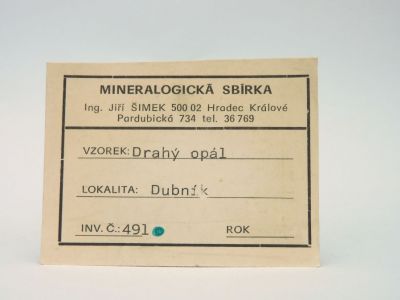 MINERALOGICKÁ SBÍRKA
Ing. Jiří ŠIMEK 500 02 Hradec Králové
Pardubická 734 tel. 36 769
VZOREK: Drahý opál
LOKALITA: Dubník
INV. Č.: 491 ROK